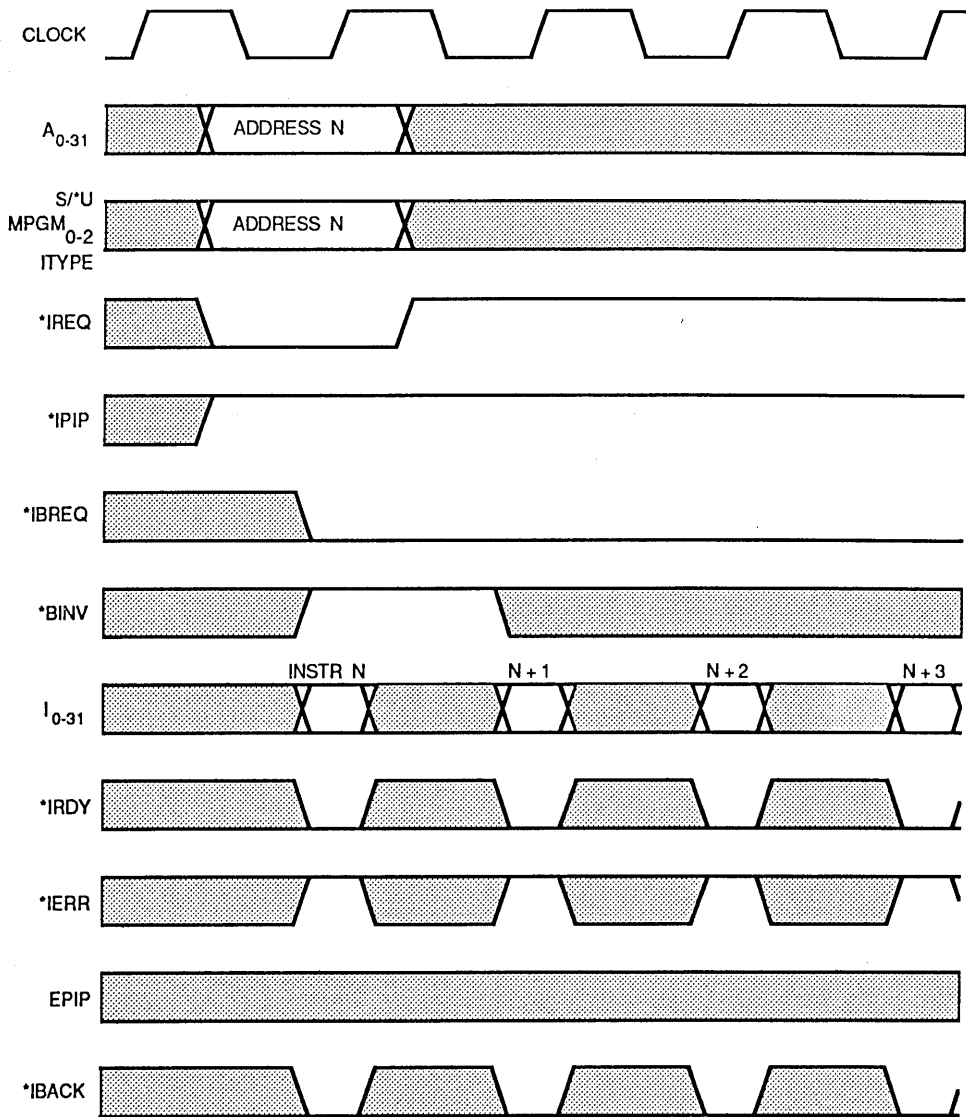 CLOCK
A0-31
ADDRESS N
S/*U
MPGM0-2
ADDRESS N
ITYPE
*IREQ
*IPIP
*IBREQ
*BINV
INSTR N N + 1 N + 2 N + 3
I0-31
*IRDY
*IERR
EPIP
*IBACK